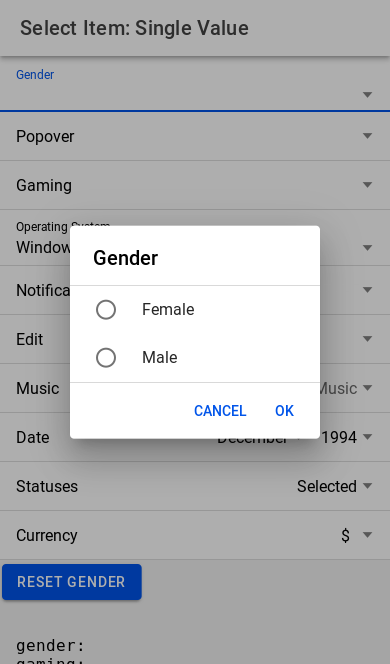 Select Item: Single Value
Gender
Popover
Gaming
Operating System
Window
Notifica
Gender
Female
Male
CANCEL OK
Edit
Music Music
Date December 1994
Statuses Selected
Currency $
RESET GENDER
gender:
gaming: